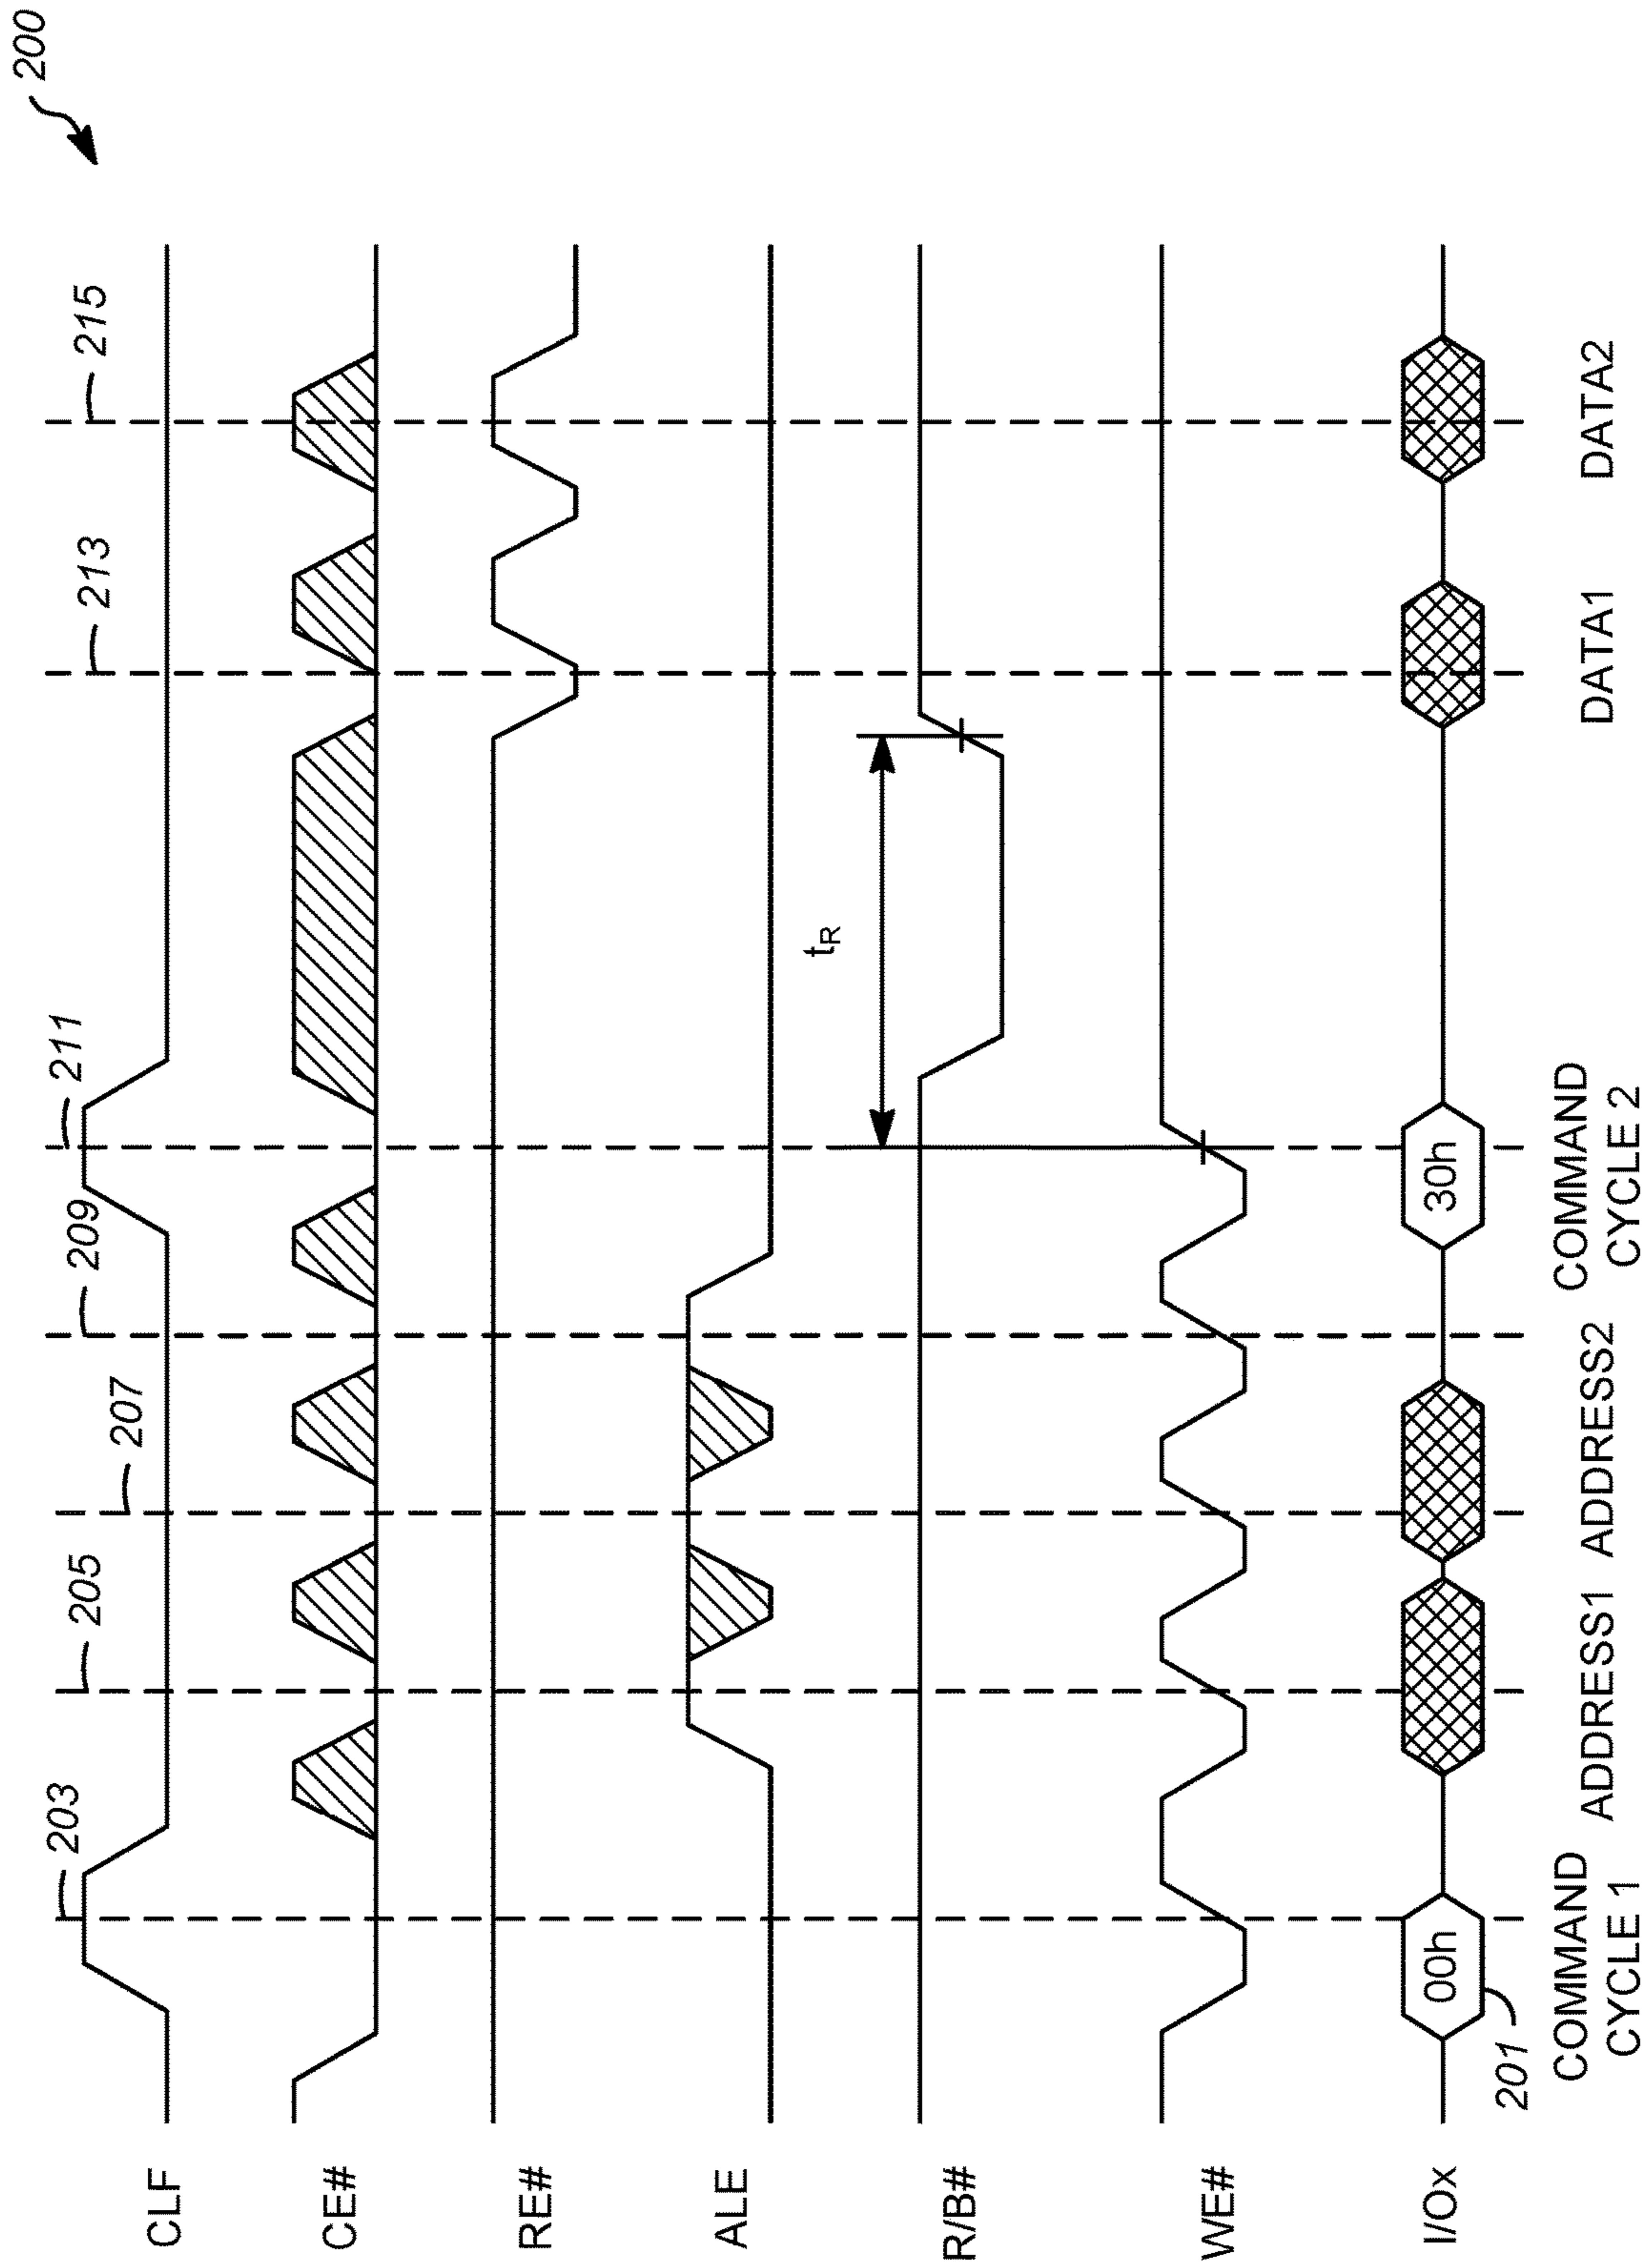 200
203
205
207
209
211
213
215
CLF
CE#
RE#
ALE
tR
R/B#
WE#
I/Ox
00h
30h
201
COMMAND
CYCLE 1
ADDRESS1
ADDRESS2
COMMAND
CYCLE 2
DATA1
DATA2